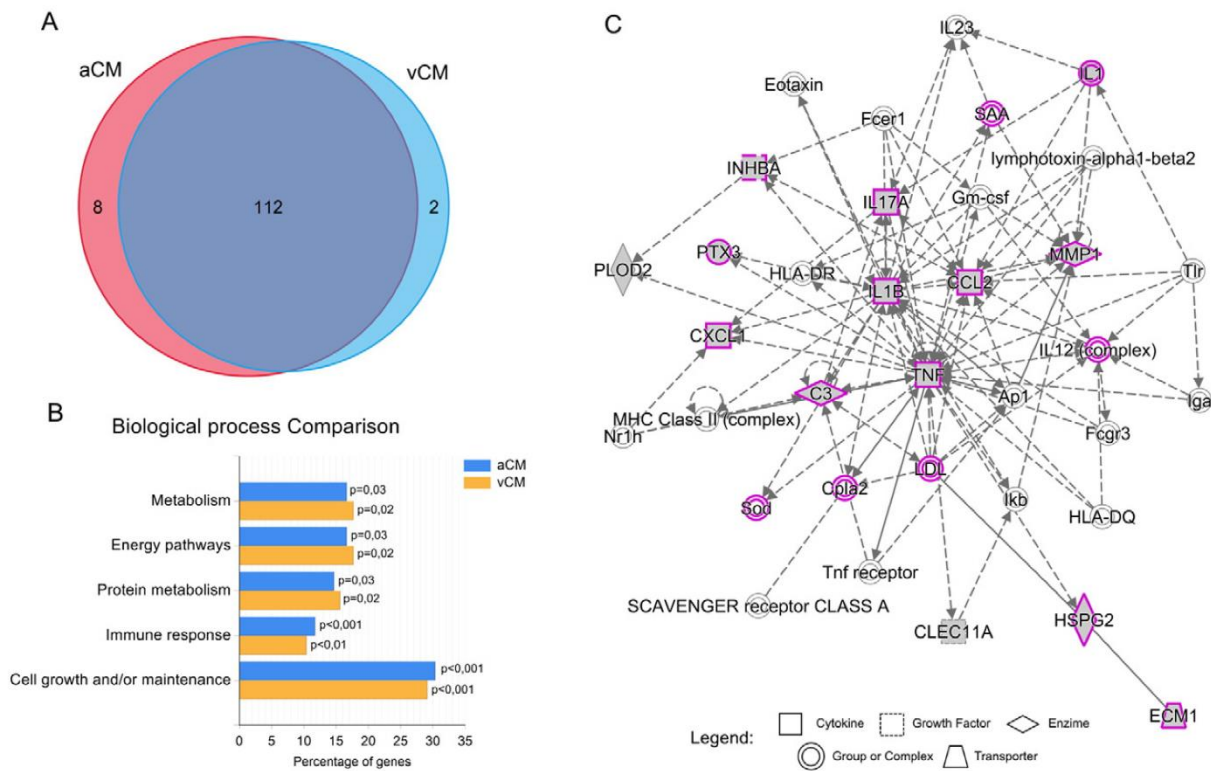 A
aCM
vCM
8
112
2
B
Biological process Comparison
aCM
vCM
Metabolism
p=0,03
p=0,02
Energy pathways
p=0,03
p=0,02
Protein metabolism
p=0,03
p=0,02
Immune response
p<0,001
p<0,01
Cell growth and/or maintenance
p<0,001
p<0,001
0 5 10 15 20 25 30 35
Percentage of genes
C
IL23
IL1
Eotaxin
SAA
Fcer1
lymphotoxin-alpha1-beta2
INHBA
IL17A
Gm-csf
PTX3
MMP1
PLOD2
HLA-DR
Tlr
IL1B
CCL2
CXCL1
IL12 (complex)
TNF
C3
Ap1
Iga
MHC Class II (complex)
Nr1h
Fcgr3
LDL
Cpla2
Ikb
Sod
HLA-DQ
Tnf receptor
SCAVENGER receptor CLASS A
CLEC11A
HSPG2
ECM1
Legend:
Cytokine
Growth Factor
Enzime
Group or Complex
Transporter